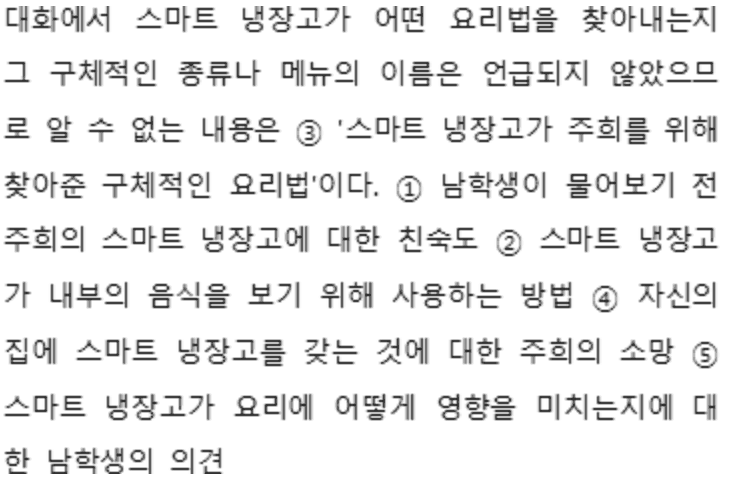 대화에서 스마트 냉장고가 어떤 요리법을 찾아내는지
그 구체적인 종류나 메뉴의 이름은 언급되지 않았으므
로 알 수 없는 내용은 ③ '스마트 냉장고가 주희를 위해
찾아준 구체적인 요리법'이다. ① 남학생이 물어보기 전
주희의 스마트 냉장고에 대한 친숙도 ② 스마트 냉장고
가 내부의 음식을 보기 위해 사용하는 방법 ④ 자신의
집에 스마트 냉장고를 갖는 것에 대한 주희의 소망 ⑤
스마트 냉장고가 요리에 어떻게 영향을 미치는지에 대
한 남학생의 의견